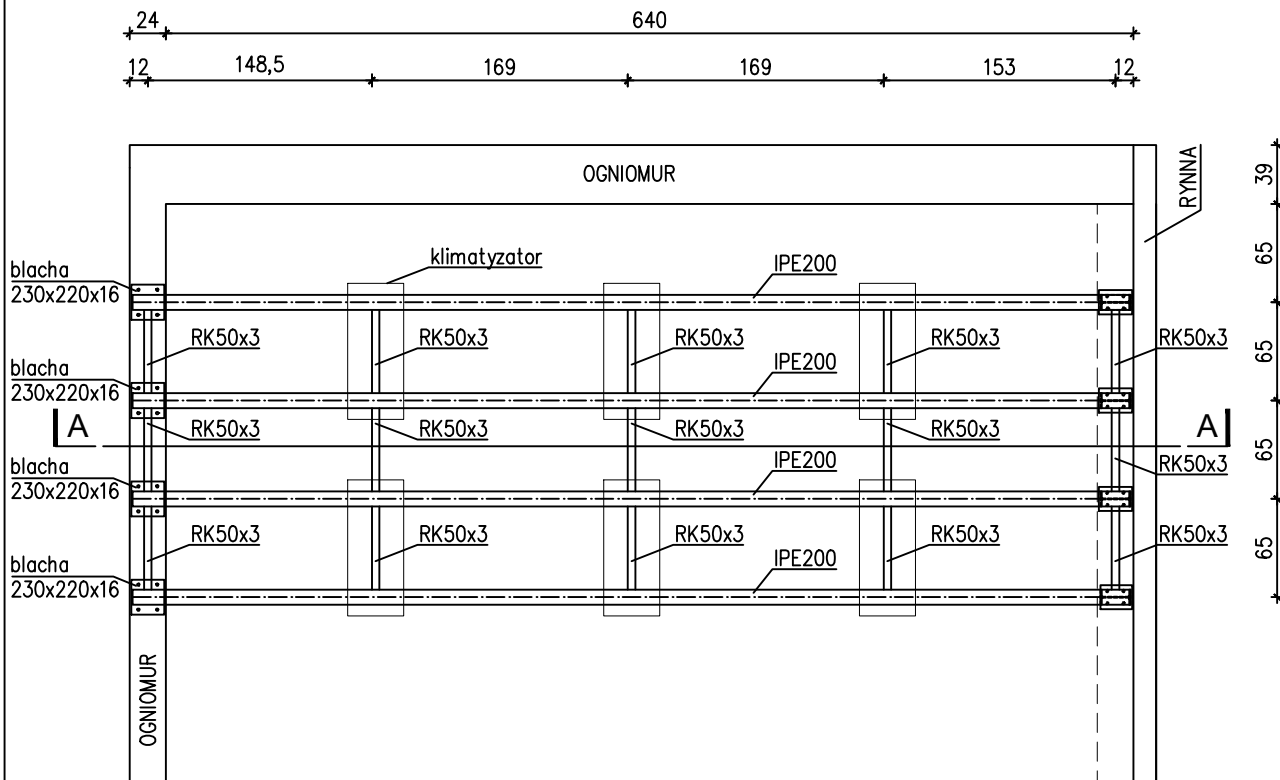 24 640
12 148,5 169 169 153 12
OGNIOMUR
RYNNA
39
65
klimatyzator
IPE200
blacha
230x220x16
RK50x3 RK50x3 RK50x3 RK50x3 RK50x3
65
IPE200
blacha
230x220x16
A A
RK50x3 RK50x3 RK50x3 RK50x3
65
IPE200
RK50x3
blacha
230x220x16
RK50x3 RK50x3 RK50x3 RK50x3 RK50x3
65
IPE200
blacha
230x220x16
OGNIOMUR